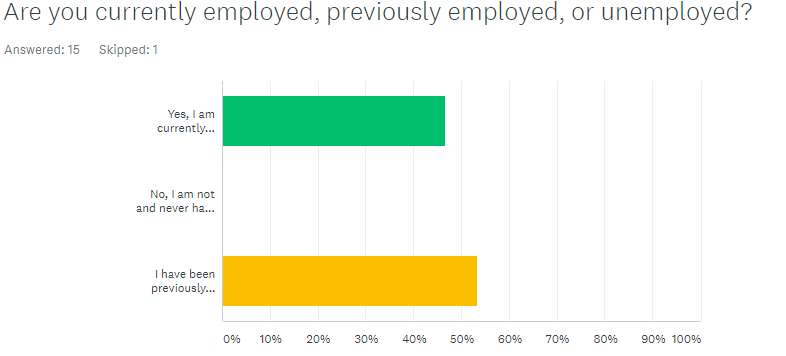 Are you currently employed, previously employed, or unemployed?
Answered: 15 Skipped: 1
Yes, I am
currently...
No, I am not
and never ha...
I have been
previously...
0% 10% 20% 30% 40% 50% 60% 70% 80% 90% 100%